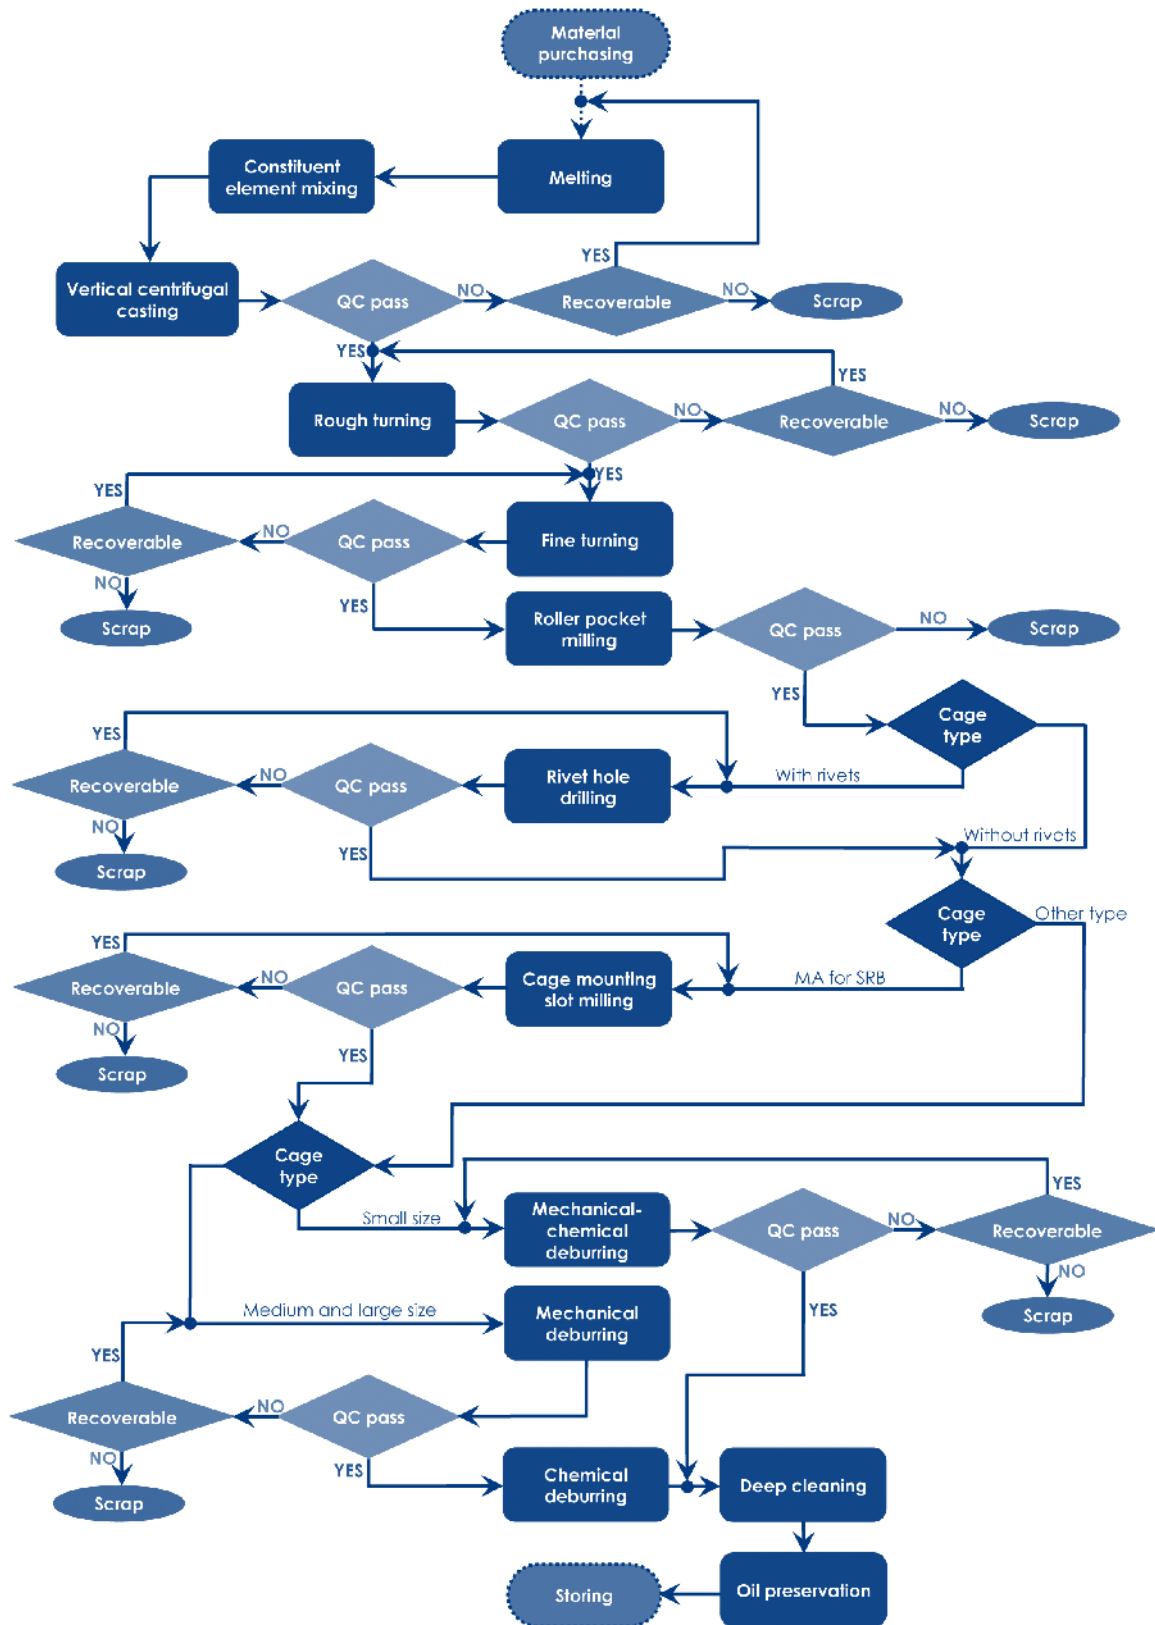 Material
purchasing
Constituent
element mixing
Melting
YES
Vertical centrifugal
casting
QC pass
NO
Recoverable
NO
Scrap
YES
YES
Rough turning
QC pass
NO
Recoverable
NO
Scrap
YES
YES
Recoverable
NO
QC pass
Fine turning
NO
YES
Scrap
Roller pocket
milling
QC pass
NO
Scrap
YES
Cage
type
YES
Recoverable
NO
QC pass
Rivet hole
drilling
With rivets
NO
Scrap
YES
Without rivets
Cage
type
Other type
YES
Recoverable
NO
QC pass
Cage mounting
slot milling
MA for SRB
NO
Scrap
YES
Cage
type
YES
Small size
Mechanical-
chemical
deburring
QC pass
NO
Recoverable
NO
Scrap
YES
Medium and large size
Mechanical
deburring
YES
Recoverable
NO
QC pass
NO
Scrap
YES
Chemical
deburring
Deep cleaning
Storing
Oil preservation